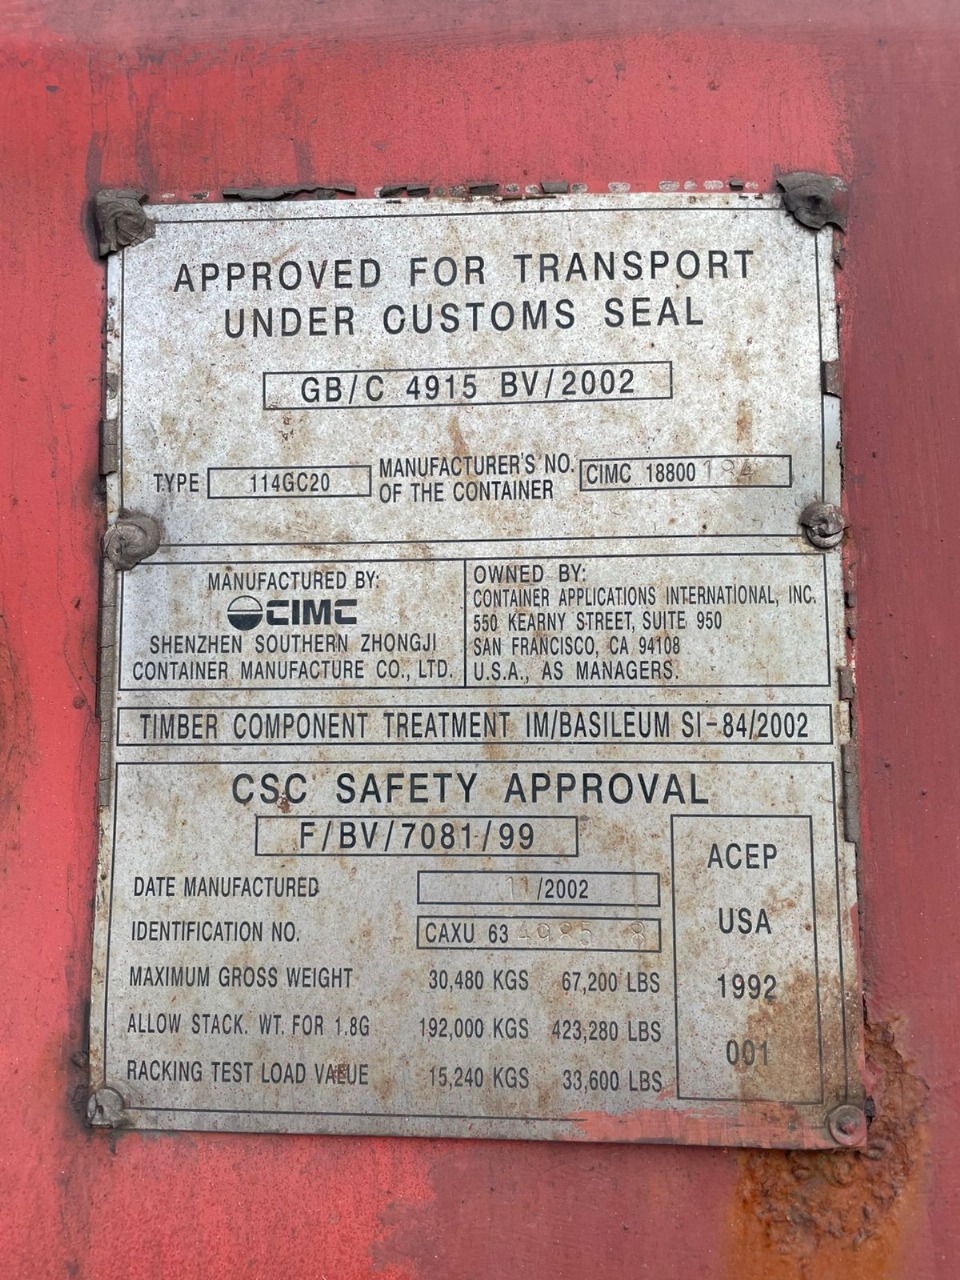 APPROVED FOR TRANSPORT
UNDER CUSTOMS SEAL
GB/C 4915 BV/2002
TYPE 114GC20
MANUFACTURER'S NO.
OF THE CONTAINER
CIMC 18800
MANUFACTURED BY:
CIMC
SHENZHEN SOUTHERN ZHONGJI
CONTAINER MANUFACTURE CO., LTD.
OWNED BY:
CONTAINER APPLICATIONS INTERNATIONAL, INC.
550 KEARNY STREET, SUITE 950
SAN FRANCISCO, CA 94108
U.S.A., AS MANAGERS.
TIMBER COMPONENT TREATMENT IM/BASILEUM SI-84/2002
CSC SAFETY APPROVAL
F/BV/7081/99
DATE MANUFACTURED 11/2002
IDENTIFICATION NO. CAXU 63 4985 8
MAXIMUM GROSS WEIGHT 30,480 KGS 67,200 LBS
ALLOW STACK. WT. FOR 1.8G 192,000 KGS 423,280 LBS
RACKING TEST LOAD VALUE 15,240 KGS 33,600 LBS
ACEP
USA
1992
001